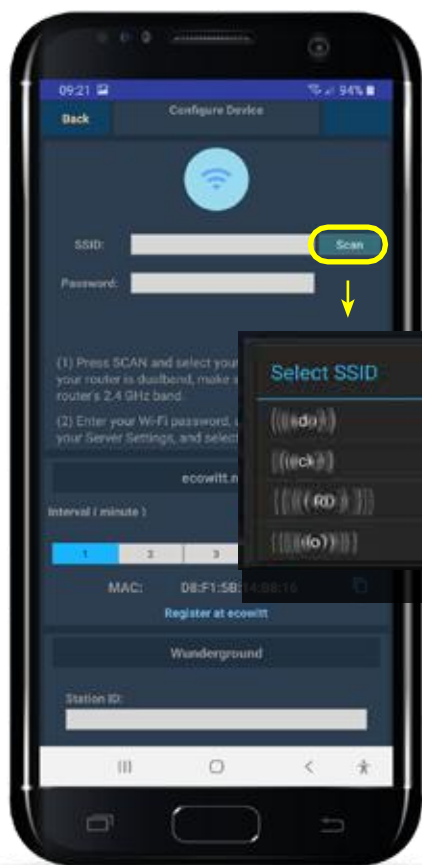 09:21 94%
Back Configure Device
SSID: Scan
Password:
(1) Press SCAN and select your
your router is dualband, make
router's 2.4 GHz band.
(2) Enter your Wi-Fi password,
your Server Settings, and select
Select SSID
ecowitt.n
Interval ( minute )
1 2 3
MAC: D8:F1:5B:
Register at ecowitt
Wunderground
Station ID: